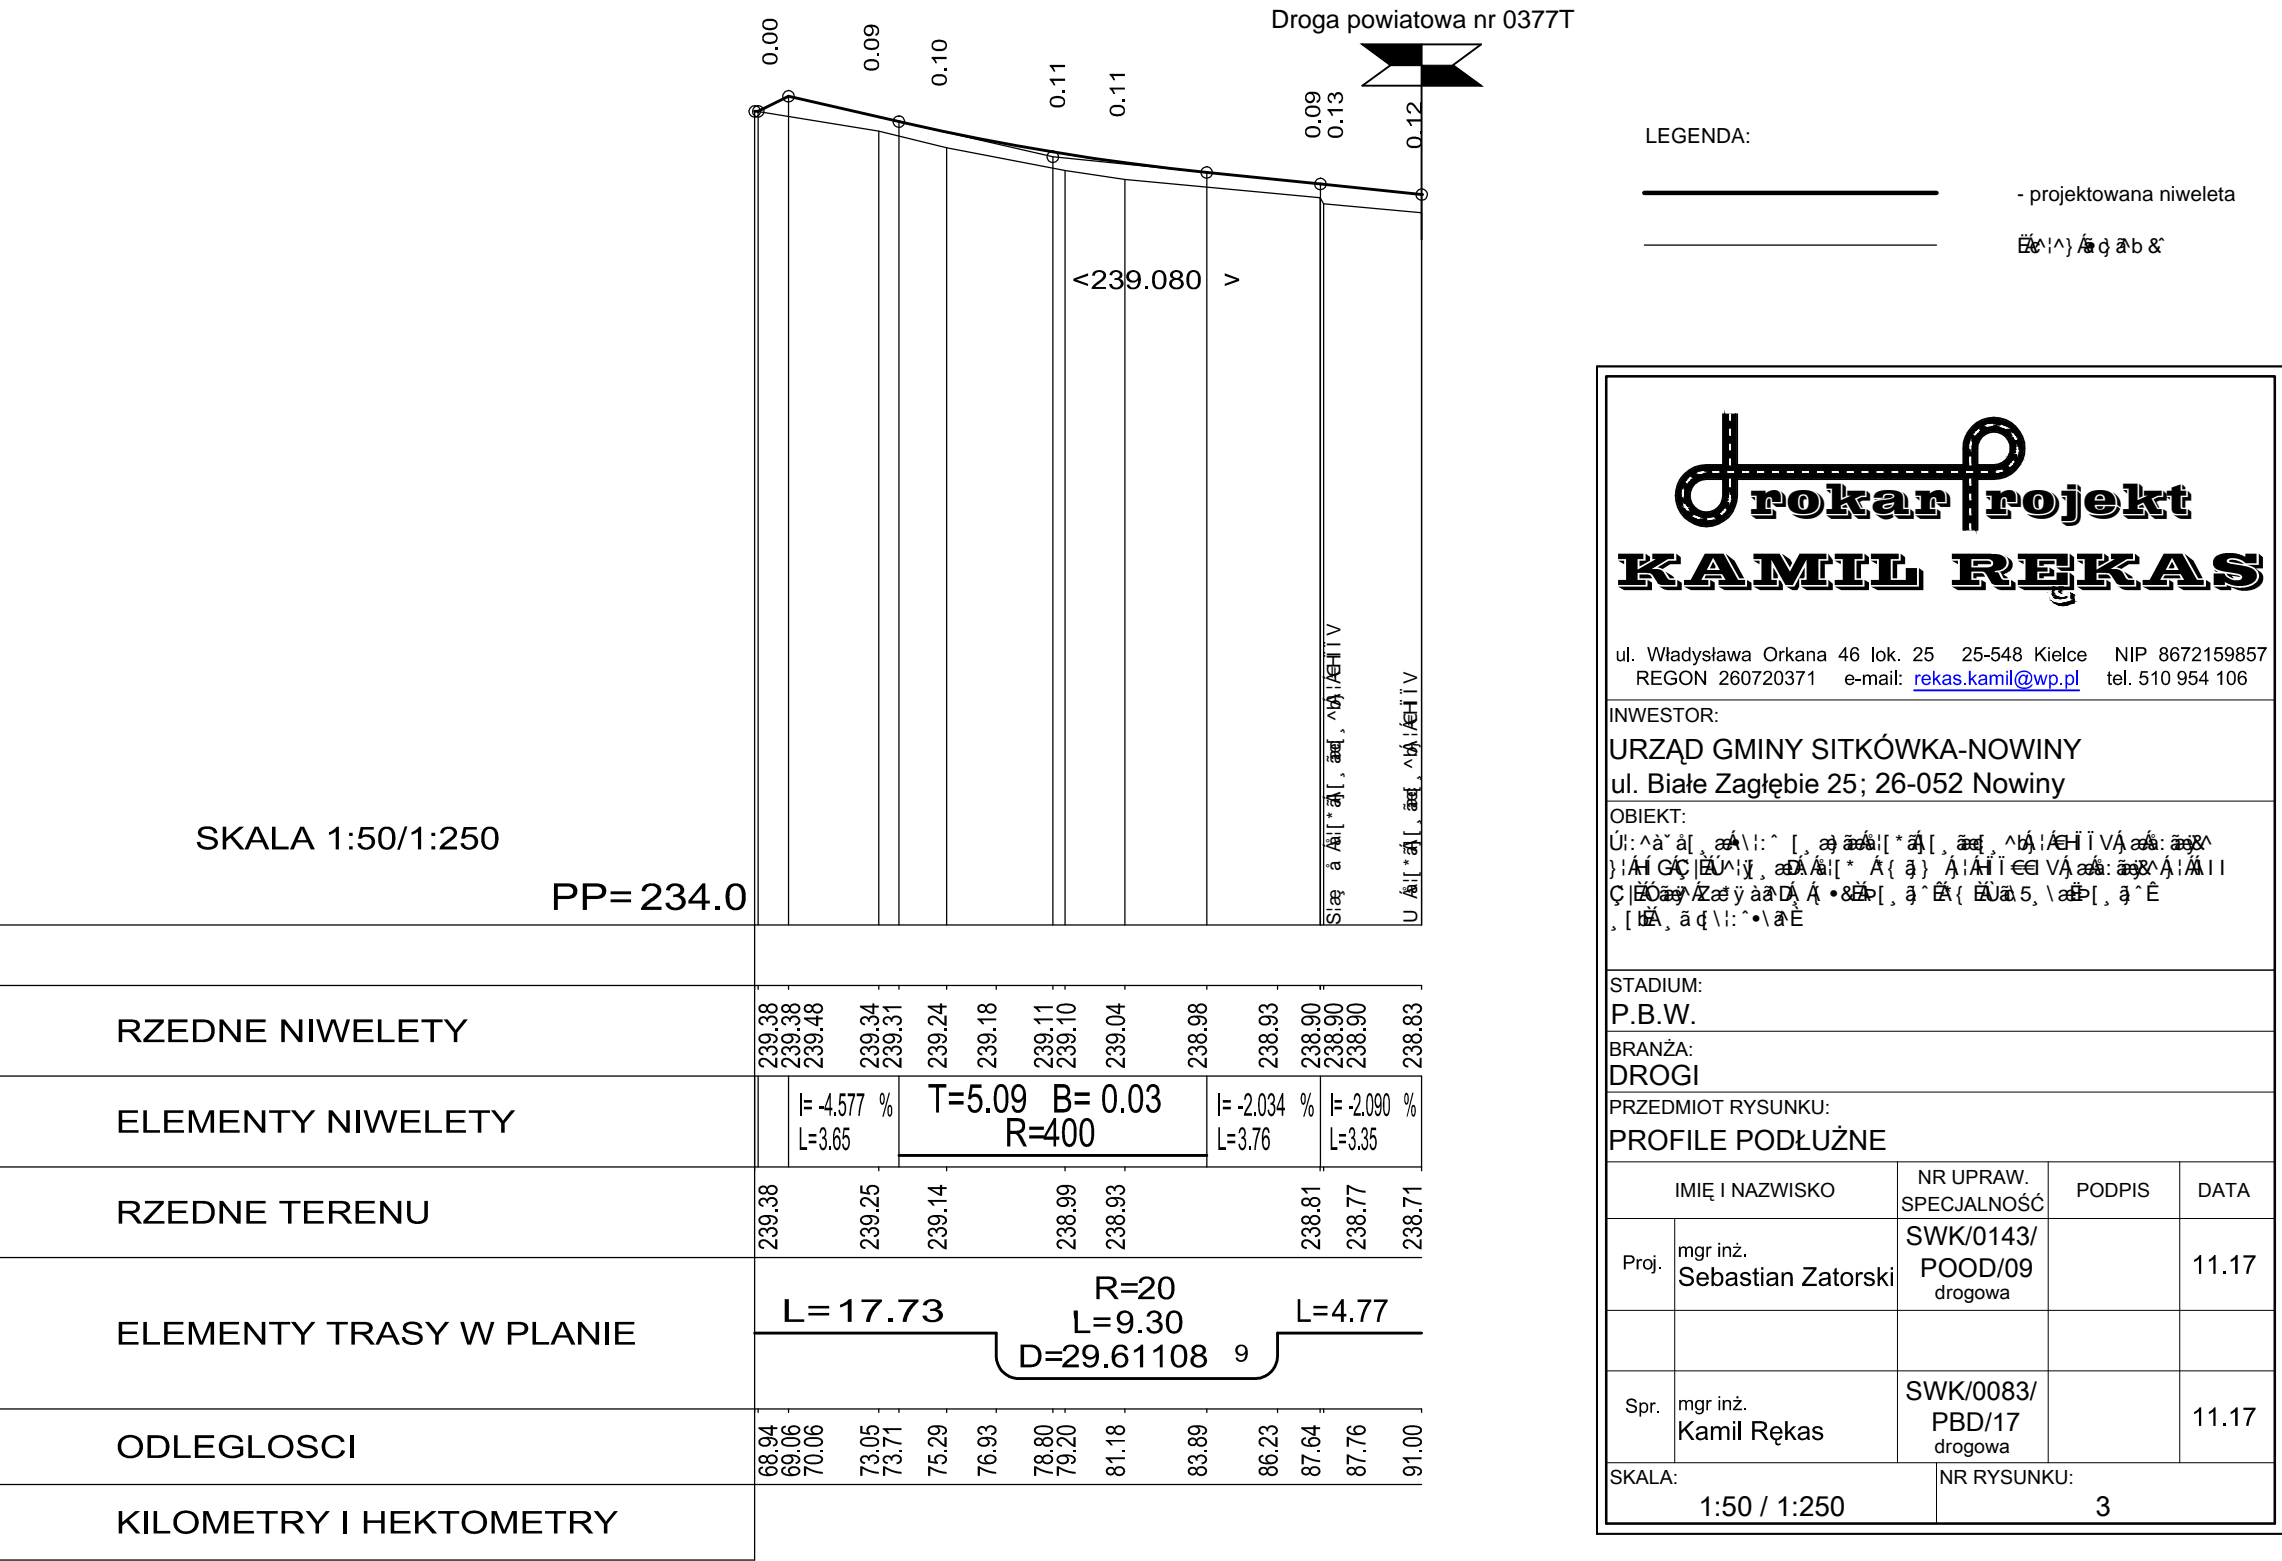 Droga powiatowa nr 0377T
0.00
0.09
0.10
0.11
0.11
0.09
0.13
0.12
<239.080 >
LEGENDA:
- projektowana niweleta
SKALA 1:50/1:250
PP=234.0
RZEDNE NIWELETY
239.38
239.38
239.48
239.34
239.31
239.24
239.18
239.11
239.10
239.04
238.98
238.93
238.90
238.90
238.90
238.83
ELEMENTY NIWELETY
I= -4.577 %
L=3.65
T=5.09 B= 0.03
R=400
I= -2.034 %
L=3.76
I= -2.090 %
L=3.35
RZEDNE TERENU
239.38
239.25
239.14
238.99
238.93
238.81
238.77
238.71
ELEMENTY TRASY W PLANIE
L=17.73
R=20
L=9.30
D=29.61108 9
L=4.77
ODLEGLOSCI
68.94
69.06
70.06
73.05
73.71
75.29
76.93
78.80
79.20
81.18
83.89
86.23
87.64
87.76
91.00
KILOMETRY I HEKTOMETRY
drokar Projekt
KAMIL RĘKAS
ul. Władysława Orkana 46 lok. 25 25-548 Kielce NIP 8672159857
REGON 260720371 e-mail: rekas.kamil@wp.pl tel. 510 954 106
INWESTOR:
URZĄD GMINY SITKÓWKA-NOWINY
ul. Białe Zagłębie 25; 26-052 Nowiny
OBIEKT:
STADIUM:
P.B.W.
BRANŻA:
DROGI
PRZEDMIOT RYSUNKU:
PROFILE PODŁUŻNE
IMIĘ I NAZWISKO
NR UPRAW.
SPECJALNOŚĆ
PODPIS
DATA
Proj.
mgr inż.
Sebastian Zatorski
SWK/0143/
POOD/09
drogowa
11.17
Spr.
mgr inż.
Kamil Rękas
SWK/0083/
PBD/17
drogowa
11.17
SKALA:
1:50 / 1:250
NR RYSUNKU:
3